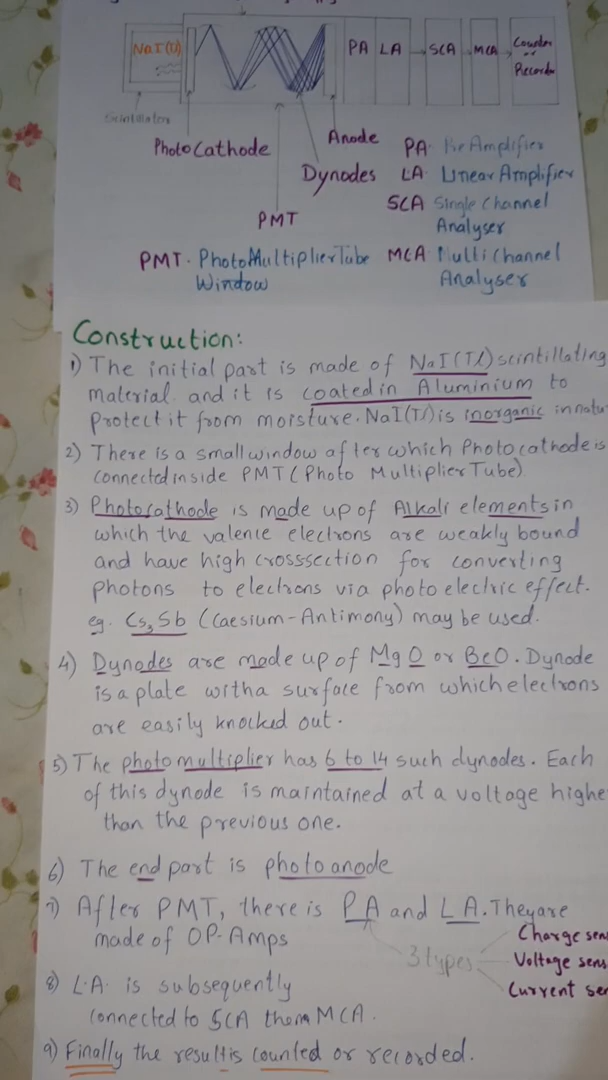 NaI(Tl)
PA LA SCA MCA Counter
or
Recorder
Scintillator
PhotoCathode
Anode
Dynodes
PMT
PA. Pre Amplifier
LA. Linear Amplifier
SCA Single Channel
Analyser
MCA. Multi Channel
Analyser
PMT. PhotoMultiplierTube
Window
Construction:
1) The initial part is made of NaI(Tl) scintillating
material and it is coated in Aluminium to
protect it from moisture. NaI(Tl) is inorganic in natu
2) There is a small window after which Photocathode is
connected inside PMT (Photo Multiplier Tube)
3) Photocathode is made up of Alkali elements in
which the valence electrons are weakly bound
and have high crosssection for converting
photons to electrons via photo electric effect.
eg. Cs3Sb (Caesium-Antimony) may be used.
4) Dynodes are made up of MgO or BeO. Dynode
is a plate with a surface from which electrons
are easily knocked out.
5) The photo multiplier has 6 to 14 such dynodes. Each
of this dynode is maintained at a voltage highe
than the previous one.
6) The end part is photo anode
7) After PMT, there is PA and LA. They are
made of OP-Amps
3 types
Charge sen
Voltage sens
Current sen
8) L.A. is subsequently
connected to SCA then MCA.
9) Finally the result is counted or recorded.